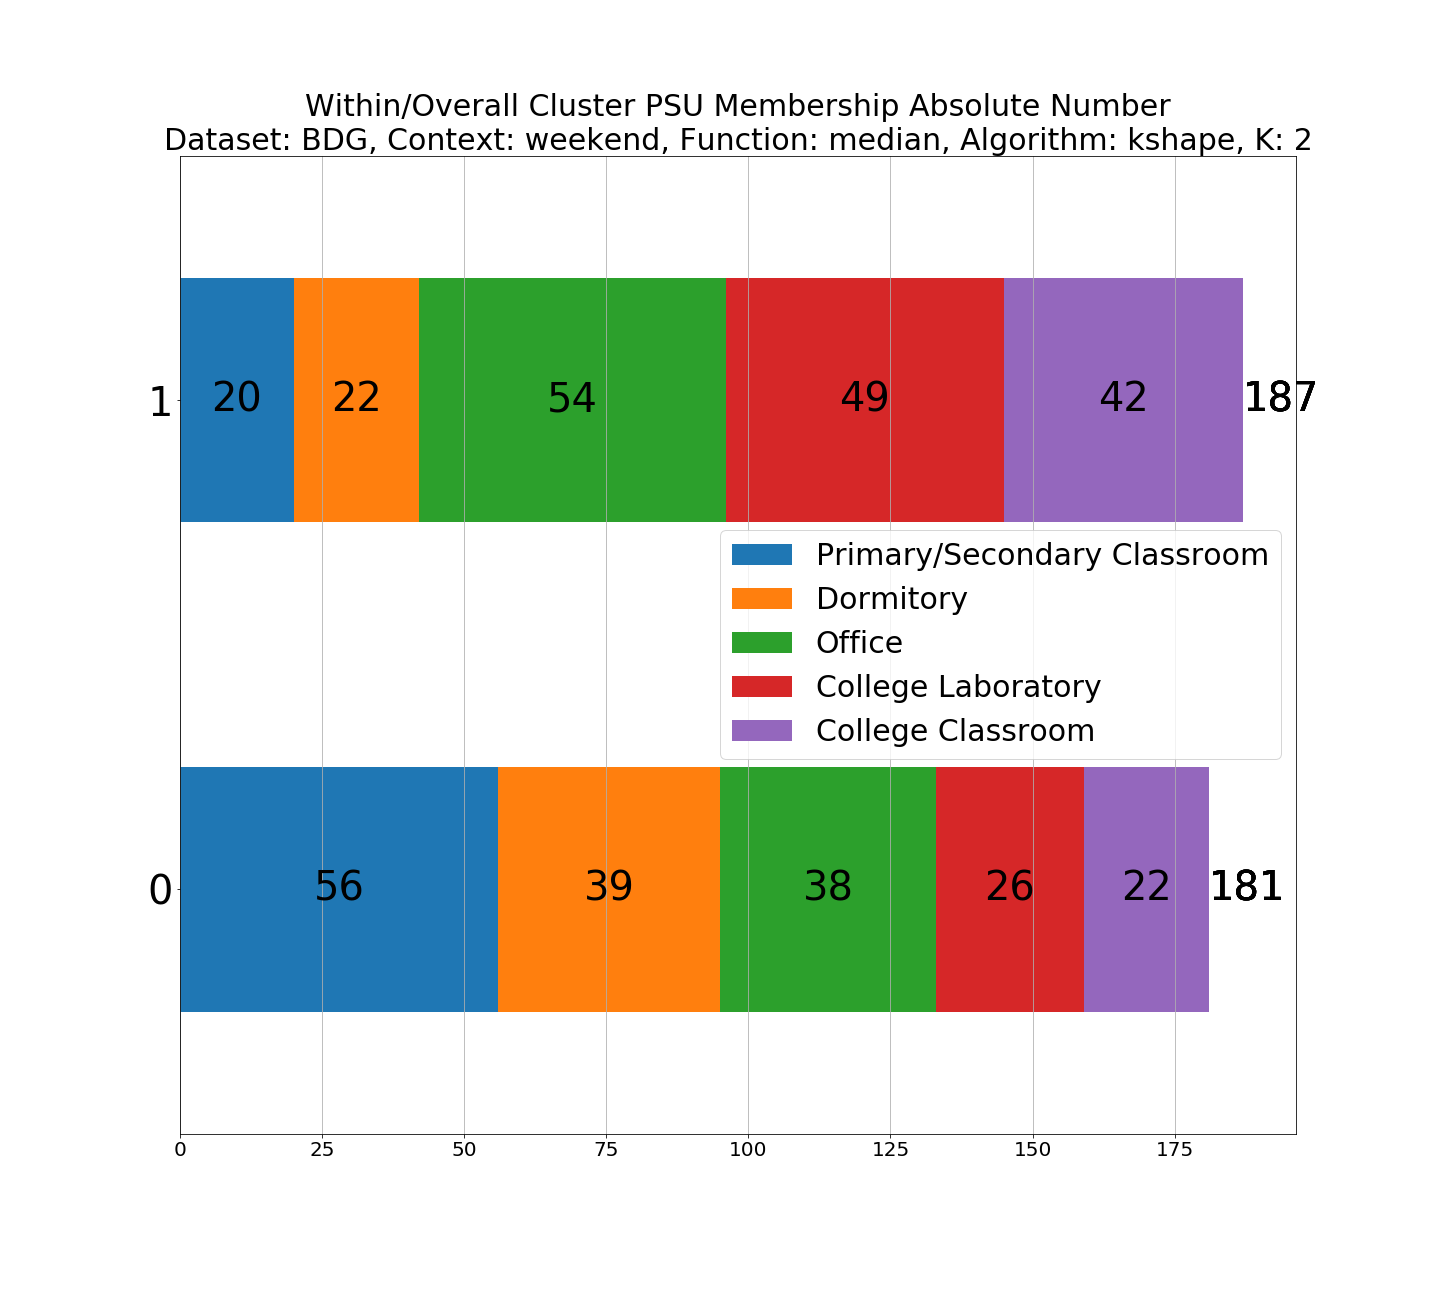 Within/Overall Cluster PSU Membership Absolute Number
Dataset: BDG, Context: weekend, Function: median, Algorithm: kshape, K: 2
1
20 22 54 49 42 187
Primary/Secondary Classroom
Dormitory
Office
College Laboratory
College Classroom
0
56 39 38 26 22 181
0 25 50 75 100 125 150 175